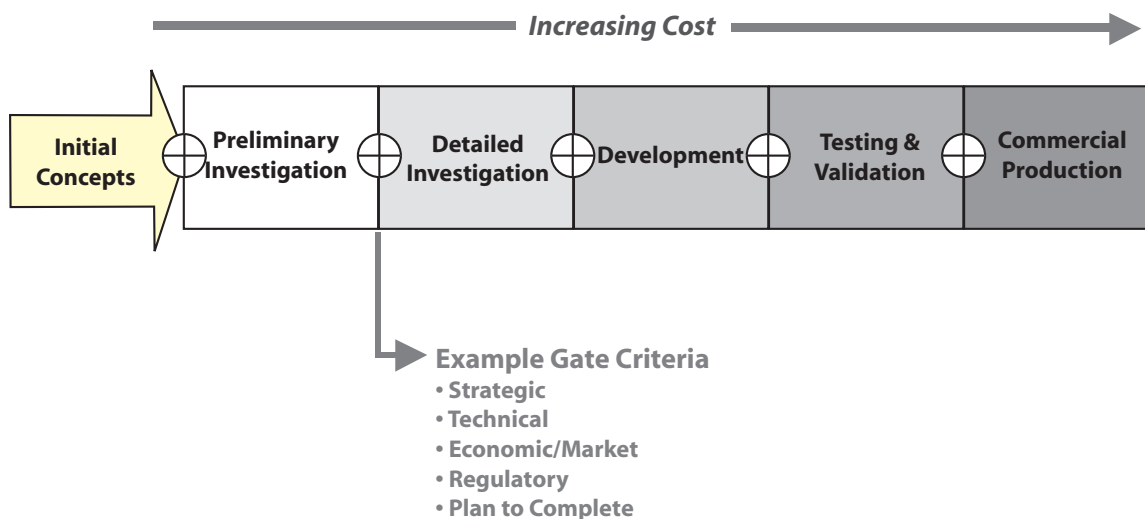 Increasing Cost
Initial
Concepts
Preliminary
Investigation
Detailed
Investigation
Development
Testing &
Validation
Commercial
Production
Example Gate Criteria
• Strategic
• Technical
• Economic/Market
• Regulatory
• Plan to Complete